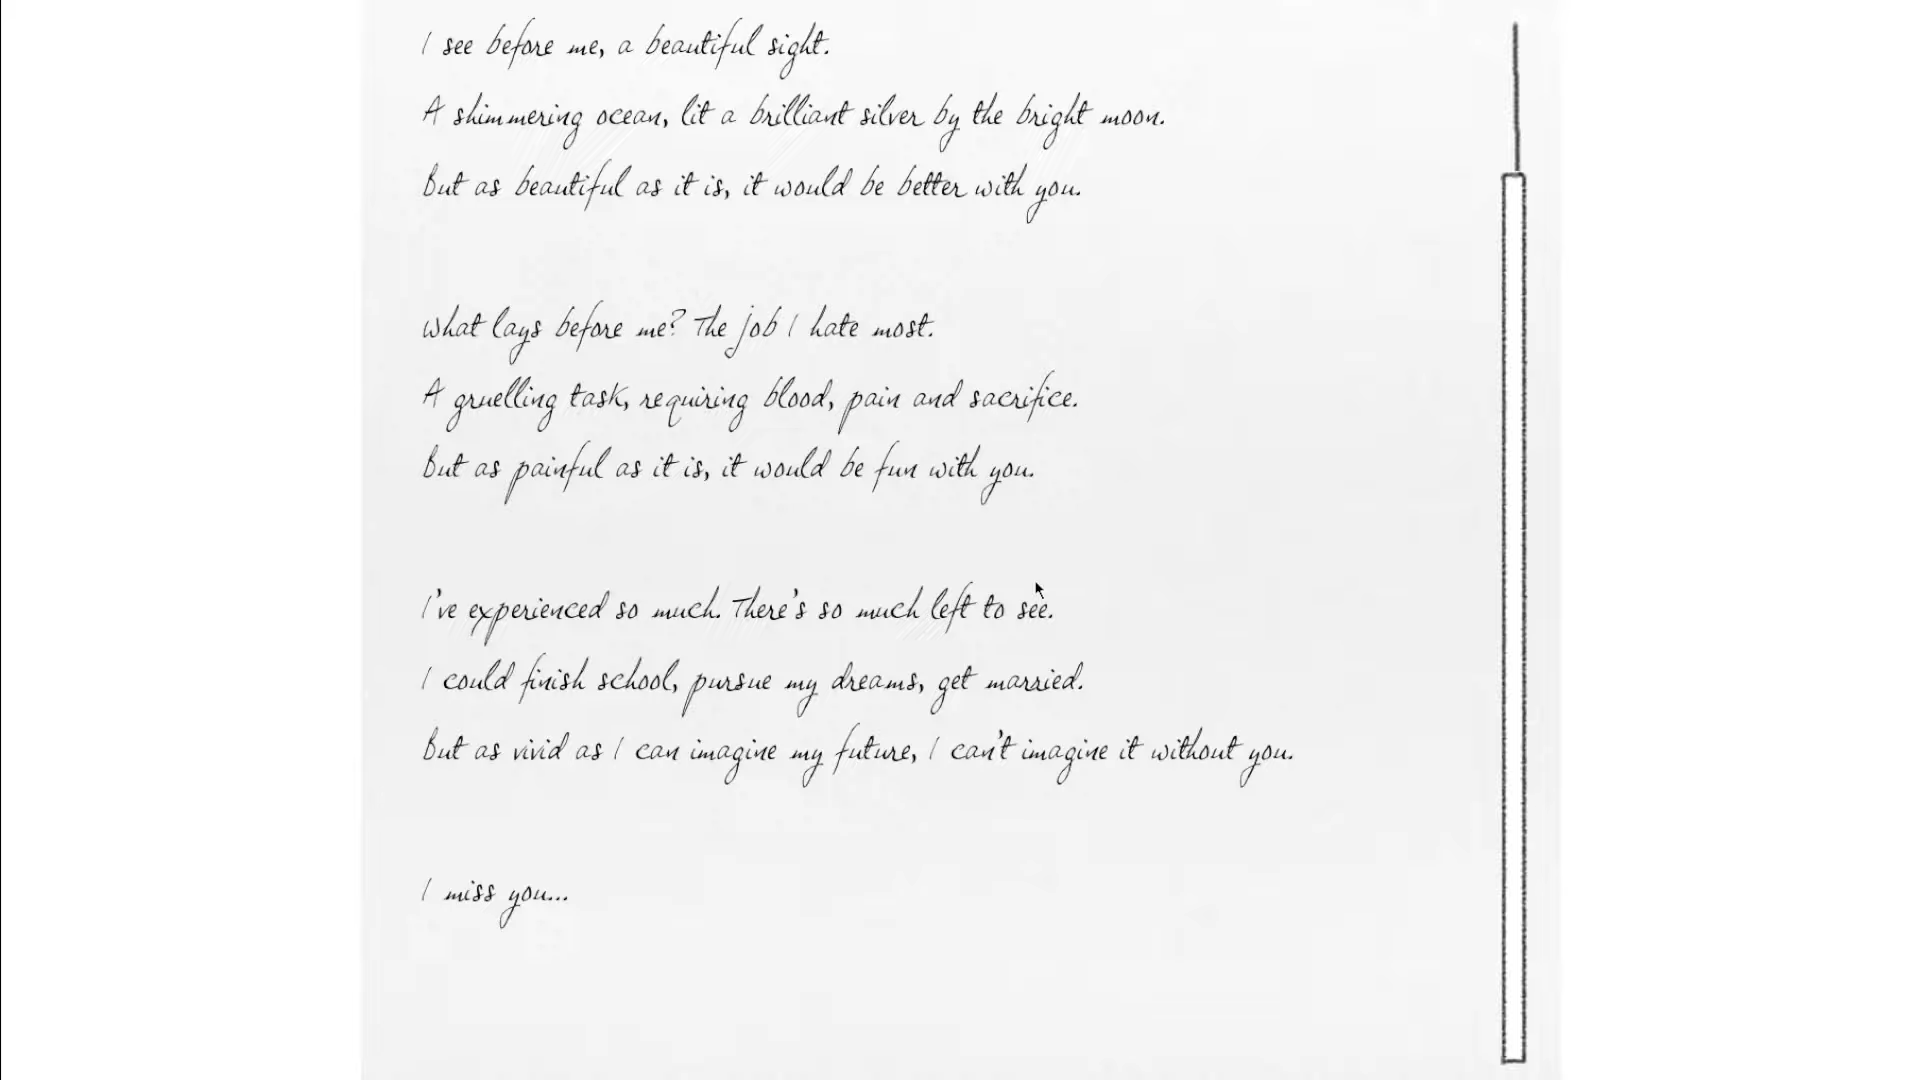 I see before me, a beautiful sight.
A shimmering ocean, lit a brilliant silver by the bright moon.
But as beautiful as it is, it would be better with you.
What lays before me? The job I hate most.
A gruelling task, requiring blood, pain and sacrifice.
But as painful as it is, it would be fun with you.
I've experienced so much. There's so much left to see.
I could finish school, pursue my dreams, get married.
But as vivid as I can imagine my future, I can't imagine it without you.
I miss you...